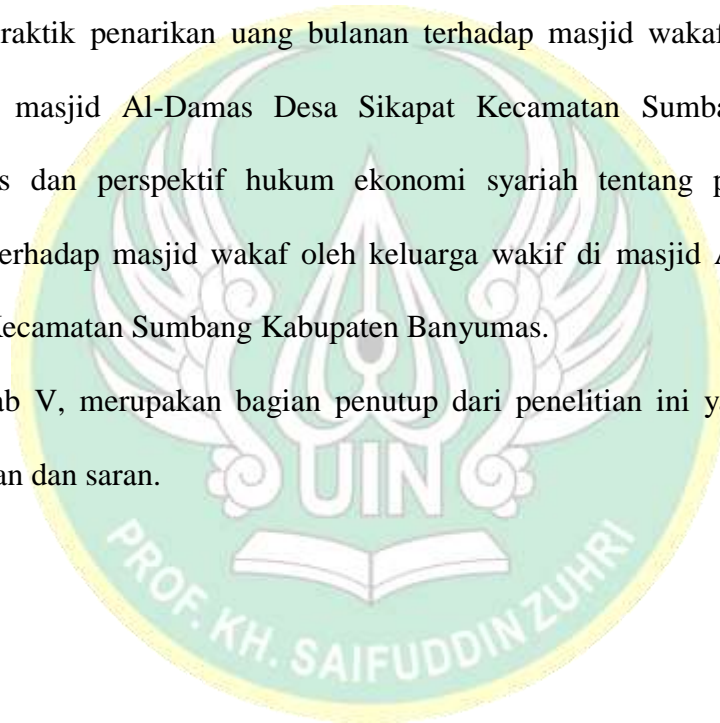 raktik penarikan uang bulanan terhadap masjid wakaf
masjid Al-Damas Desa Sikapat Kecamatan Sumba
s dan perspektif hukum ekonomi syariah tentang p
erhadap masjid wakaf oleh keluarga wakif di masjid A
Kecamatan Sumbang Kabupaten Banyumas.
ab V, merupakan bagian penutup dari penelitian ini y
an dan saran.
UIN
PROF. KH. SAIFUDDIN ZUHRI